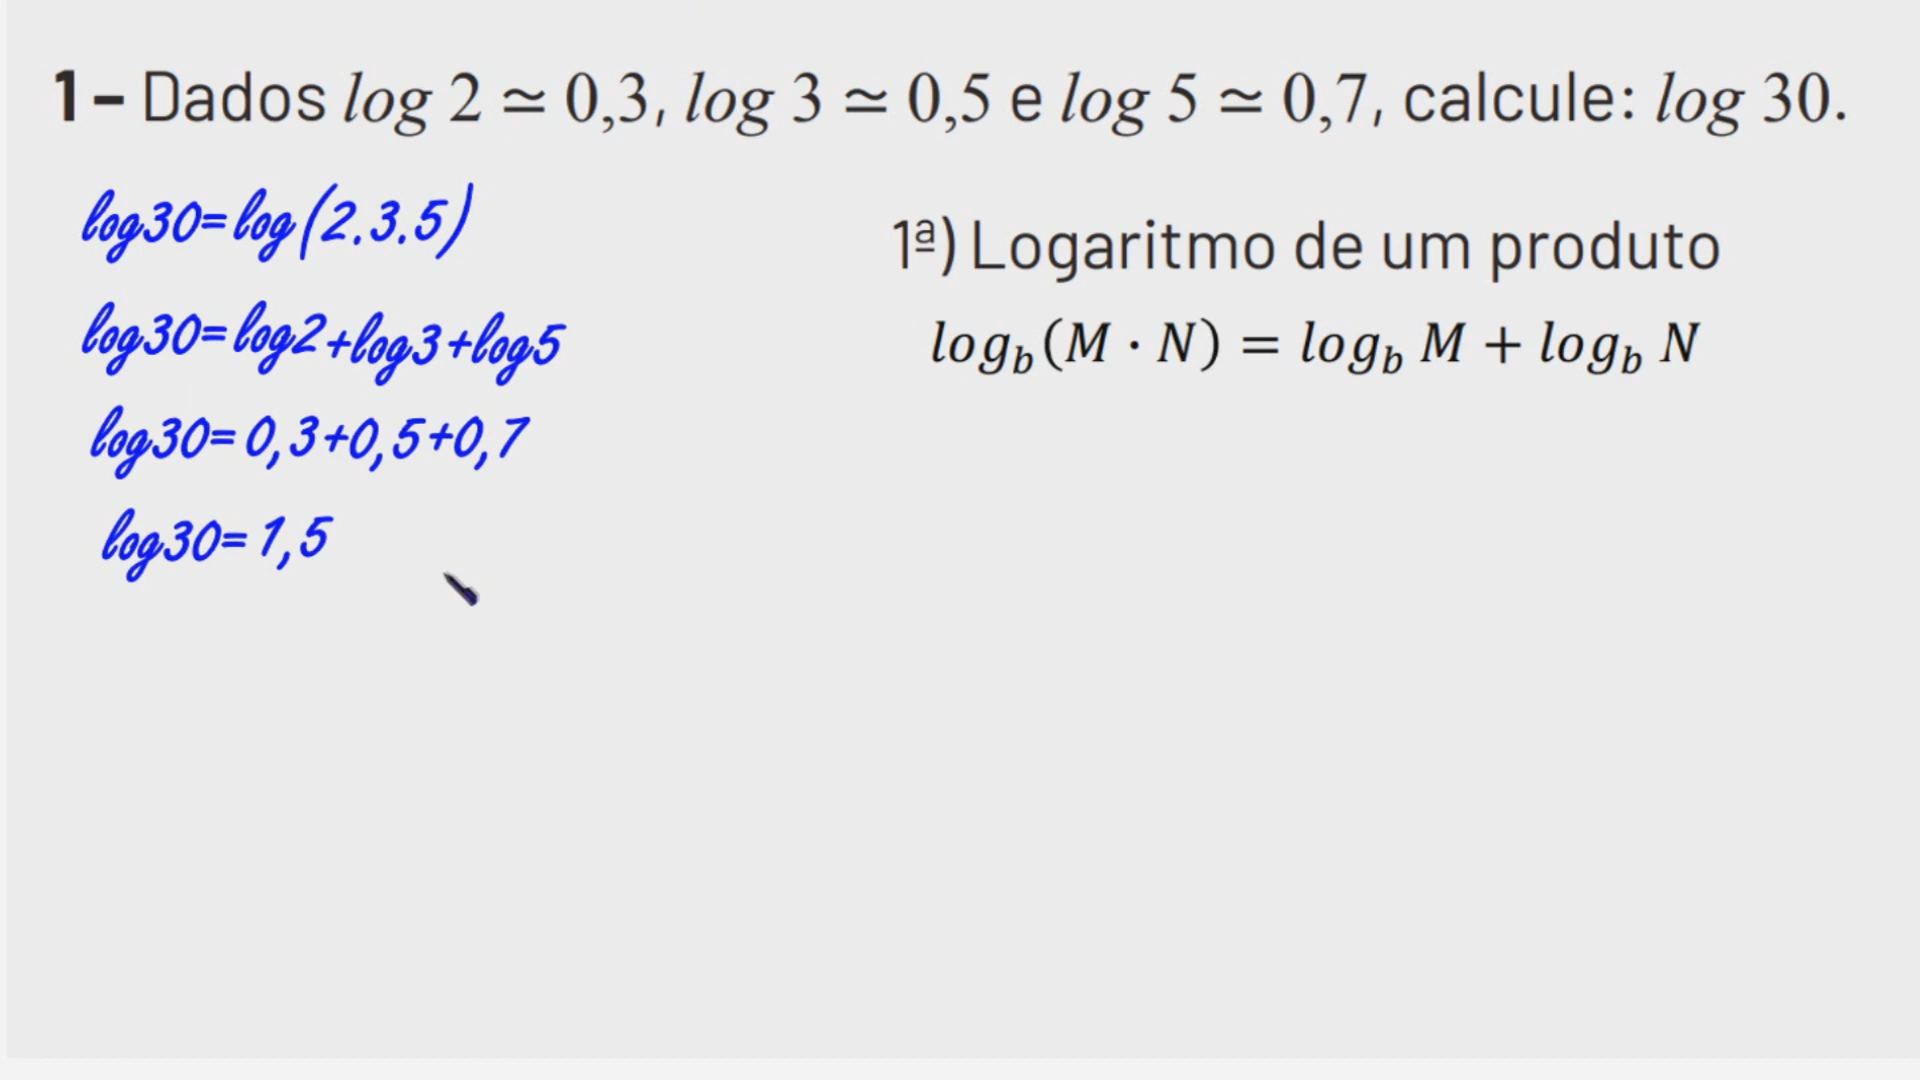 1 – Dados log 2 ≃ 0,3, log 3 ≃ 0,5 e log 5 ≃ 0,7, calcule: log 30.
log30=log(2.3.5)
log30=log2+log3+log5
log30=0,3+0,5+0,7
log30=1,5
1ª) Logaritmo de um produto
log_b(M · N) = log_b M + log_b N